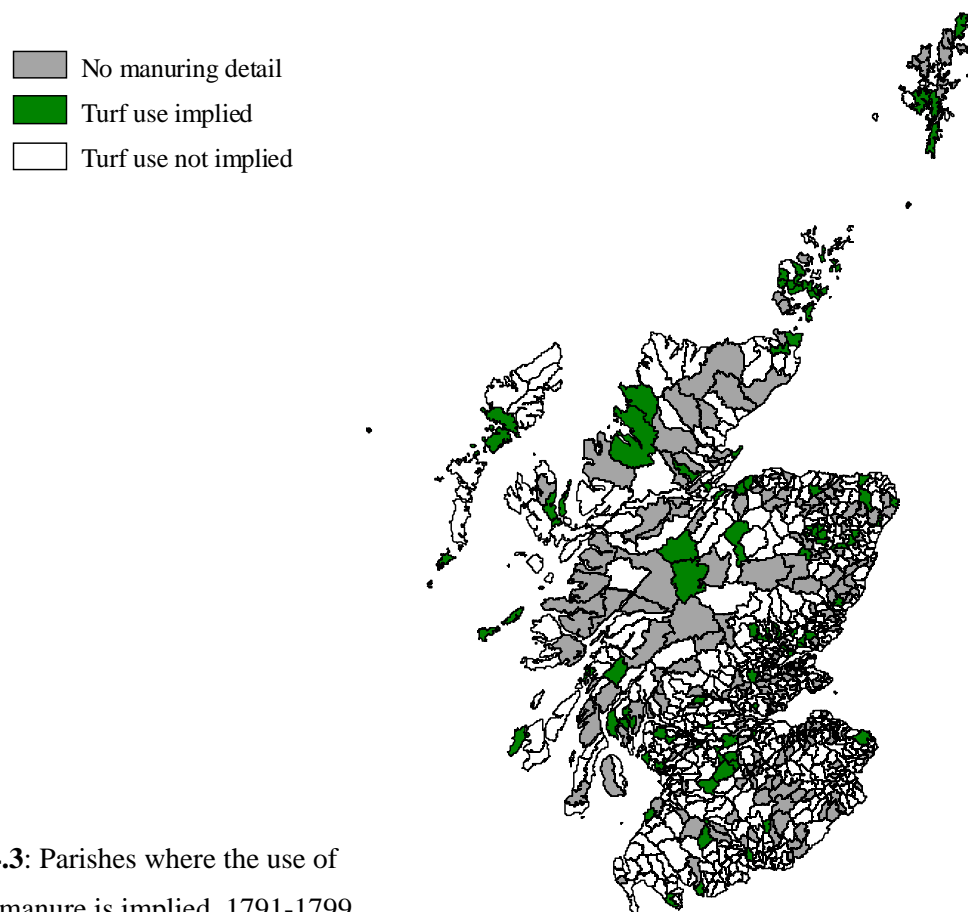 No manuring detail
Turf use implied
Turf use not implied
.3: Parishes where the use of
manure is implied, 1791-1799